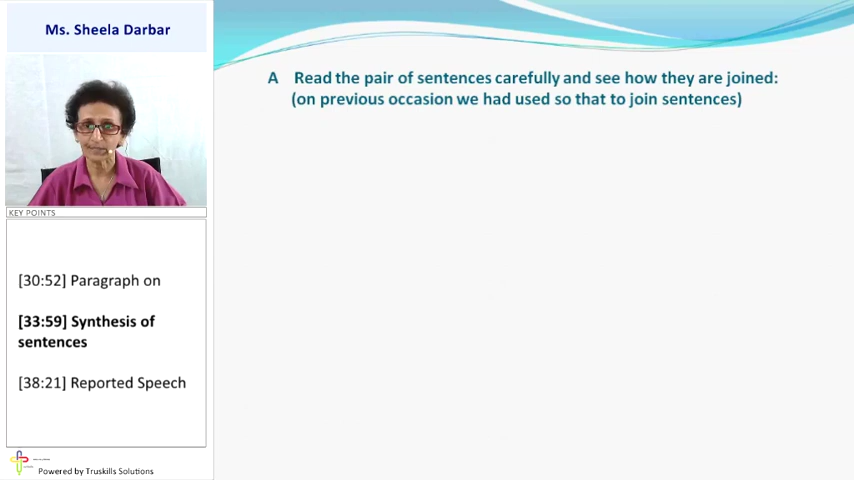 Ms. Sheela Darbar
A Read the pair of sentences carefully and see how they are joined:
(on previous occasion we had used so that to join sentences)
KEY POINTS
[30:52] Paragraph on
[33:59] Synthesis of
sentences
[38:21] Reported Speech
Powered by Truskills Solutions